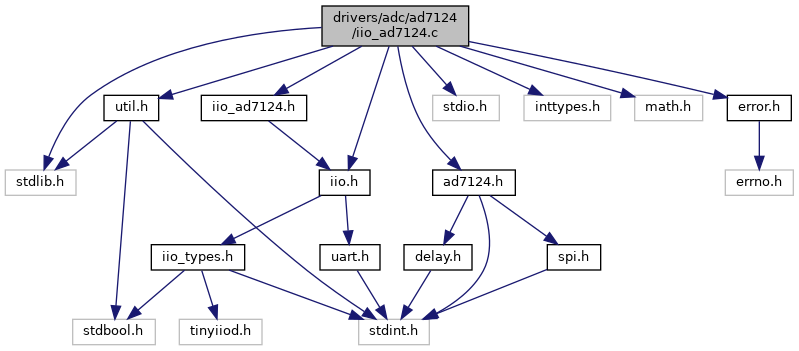 drivers/adc/ad7124
/iio_ad7124.c
util.h
iio_ad7124.h
stdio.h
inttypes.h
math.h
error.h
stdlib.h
iio.h
ad7124.h
errno.h
iio_types.h
uart.h
delay.h
spi.h
stdbool.h
tinyiiod.h
stdint.h